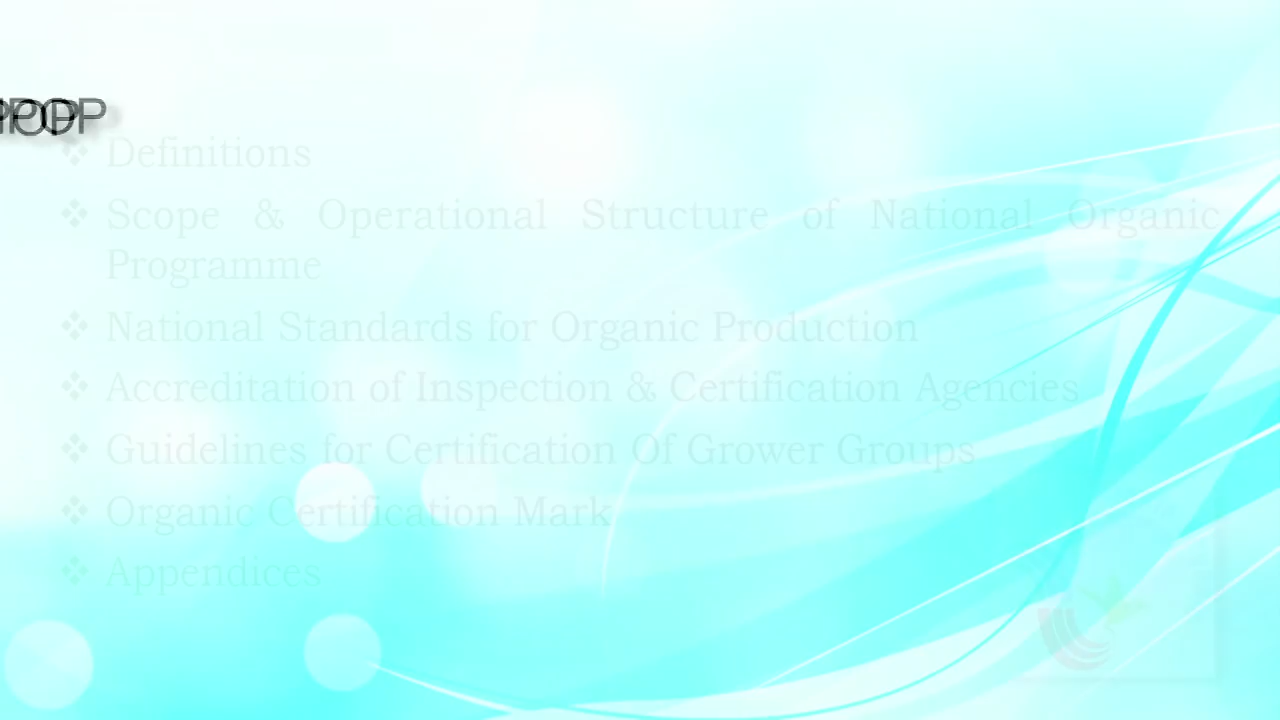 ❖ Definitions
❖ Scope & Operational Structure of National Organic
Programme
❖ National Standards for Organic Production
❖ Accreditation of Inspection & Certification Agencies
❖ Guidelines for Certification Of Grower Groups
❖ Organic Certification Mark
❖ Appendices